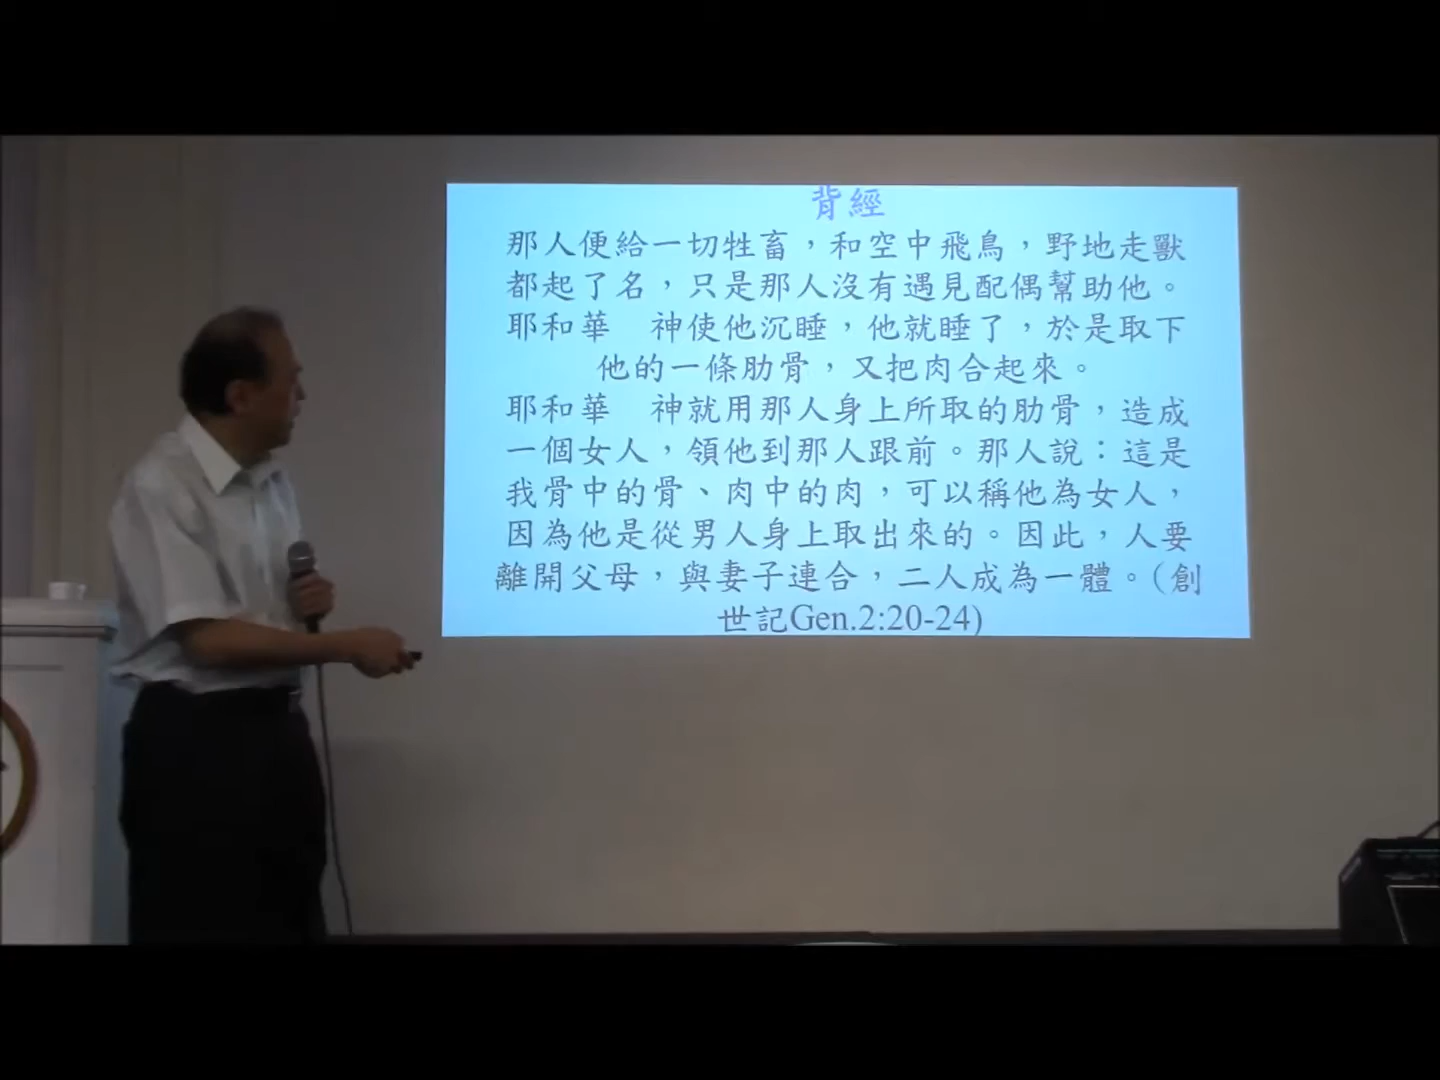 背經
那人便給一切牲畜，和空中飛鳥，野地走獸
都起了名，只是那人沒有遇見配偶幫助他。
耶和華　神使他沉睡，他就睡了，於是取下
他的一條肋骨，又把肉合起來。
耶和華　神就用那人身上所取的肋骨，造成
一個女人，領他到那人跟前。那人說：這是
我骨中的骨、肉中的肉，可以稱他為女人，
因為他是從男人身上取出來的。因此，人要
離開父母，與妻子連合，二人成為一體。（創
世記Gen.2:20-24)